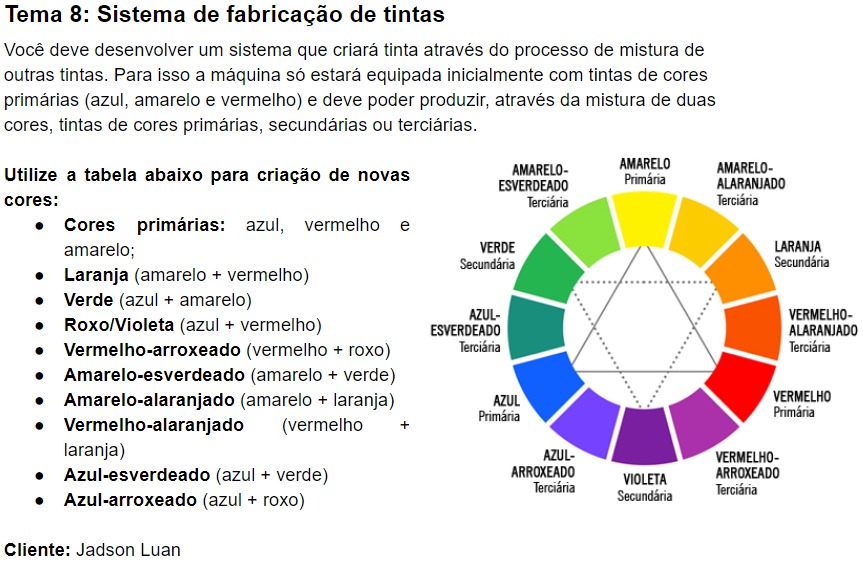 Tema 8: Sistema de fabricação de tintas
Você deve desenvolver um sistema que criará tinta através do processo de mistura de
outras tintas. Para isso a máquina só estará equipada inicialmente com tintas de cores
primárias (azul, amarelo e vermelho) e deve poder produzir, através da mistura de duas
cores, tintas de cores primárias, secundárias ou terciárias.
Utilize a tabela abaixo para criação de novas
cores:
● Cores primárias: azul, vermelho e
amarelo;
● Laranja (amarelo + vermelho)
● Verde (azul + amarelo)
● Roxo/Violeta (azul + vermelho)
● Vermelho-arroxeado (vermelho + roxo)
● Amarelo-esverdeado (amarelo + verde)
● Amarelo-alaranjado (amarelo + laranja)
● Vermelho-alaranjado (vermelho +
laranja)
● Azul-esverdeado (azul + verde)
● Azul-arroxeado (azul + roxo)
Cliente: Jadson Luan
AMARELO
Primária
AMARELO-
ALARANJADO
Terciária
LARANJA
Secundária
VERMELHO-
ALARANJADO
Terciária
VERMELHO
Primária
VERMELHO-
ARROXEADO
Terciária
VIOLETA
Secundária
AZUL-
ARROXEADO
Terciária
AZUL
Primária
AZUL-
ESVERDEADO
Terciária
VERDE
Secundária
AMARELO-
ESVERDEADO
Terciária